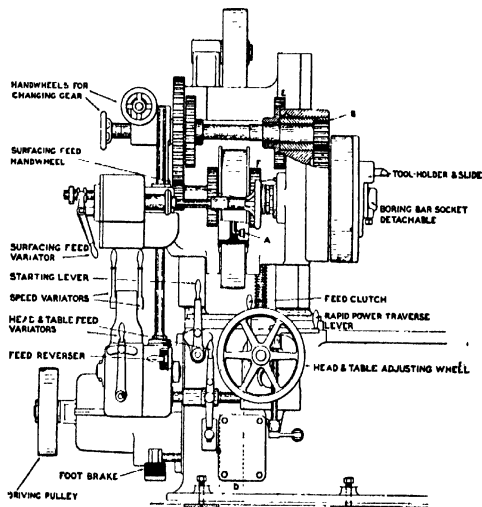 HANDWHEELS FOR
CHANGING GEAR
SURFACING FEED
HANDWHEEL
SURFACING FEED
VARIATOR
STARTING LEVER
SPEED VARIATORS
HEAD & TABLE FEED
VARIATORS
FEED REVERSER
FOOT BRAKE
DRIVING PULLEY
E
B
F
A
TOOL-HOLDER & SLIDE
BORING BAR SOCKET
DETACHABLE
FEED CLUTCH
RAPID POWER TRAVERSE
LEVER
HEAD & TABLE ADJUSTING WHEEL
D